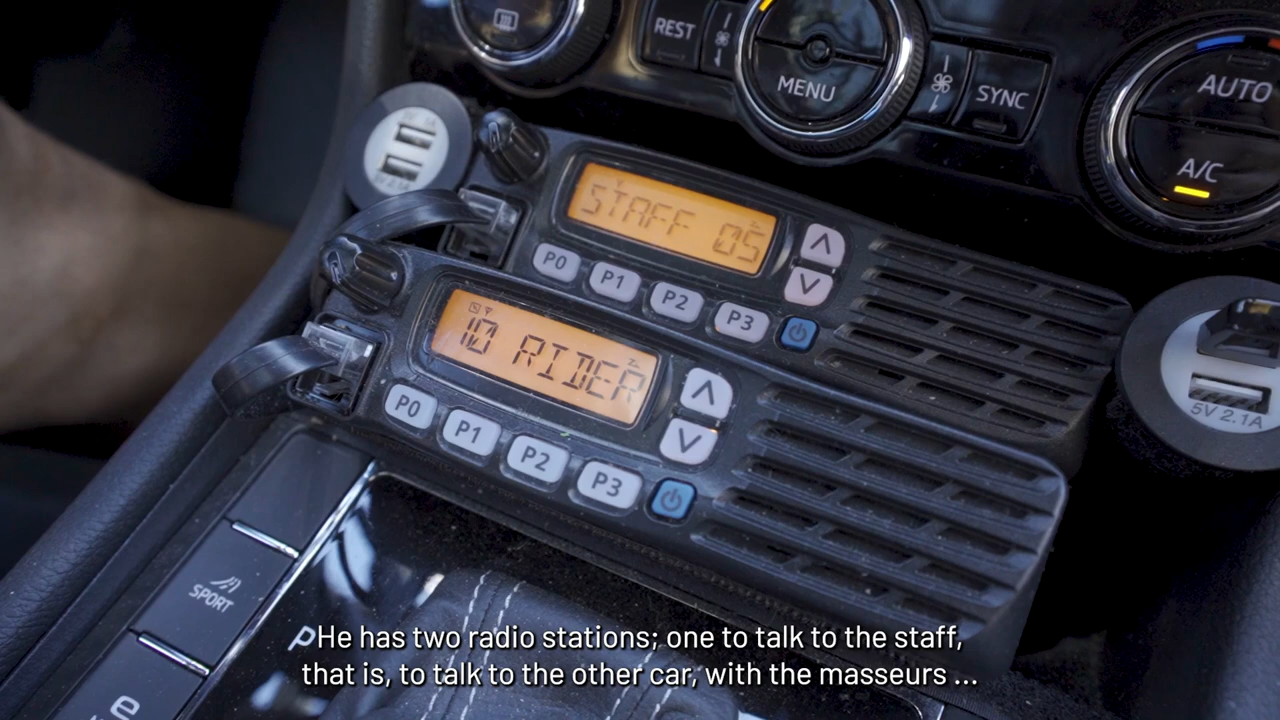 REST
MENU
SYNC
AUTO
A/C
STAFF 05
P0 P1 P2 P3
10 RIDER
P0 P1 P2 P3
5V 2.1A
SPORT
P
e
He has two radio stations; one to talk to the staff,
that is, to talk to the other car, with the masseurs ...